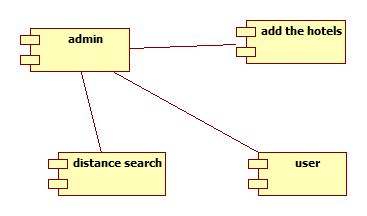 admin
add the hotels
distance search
user